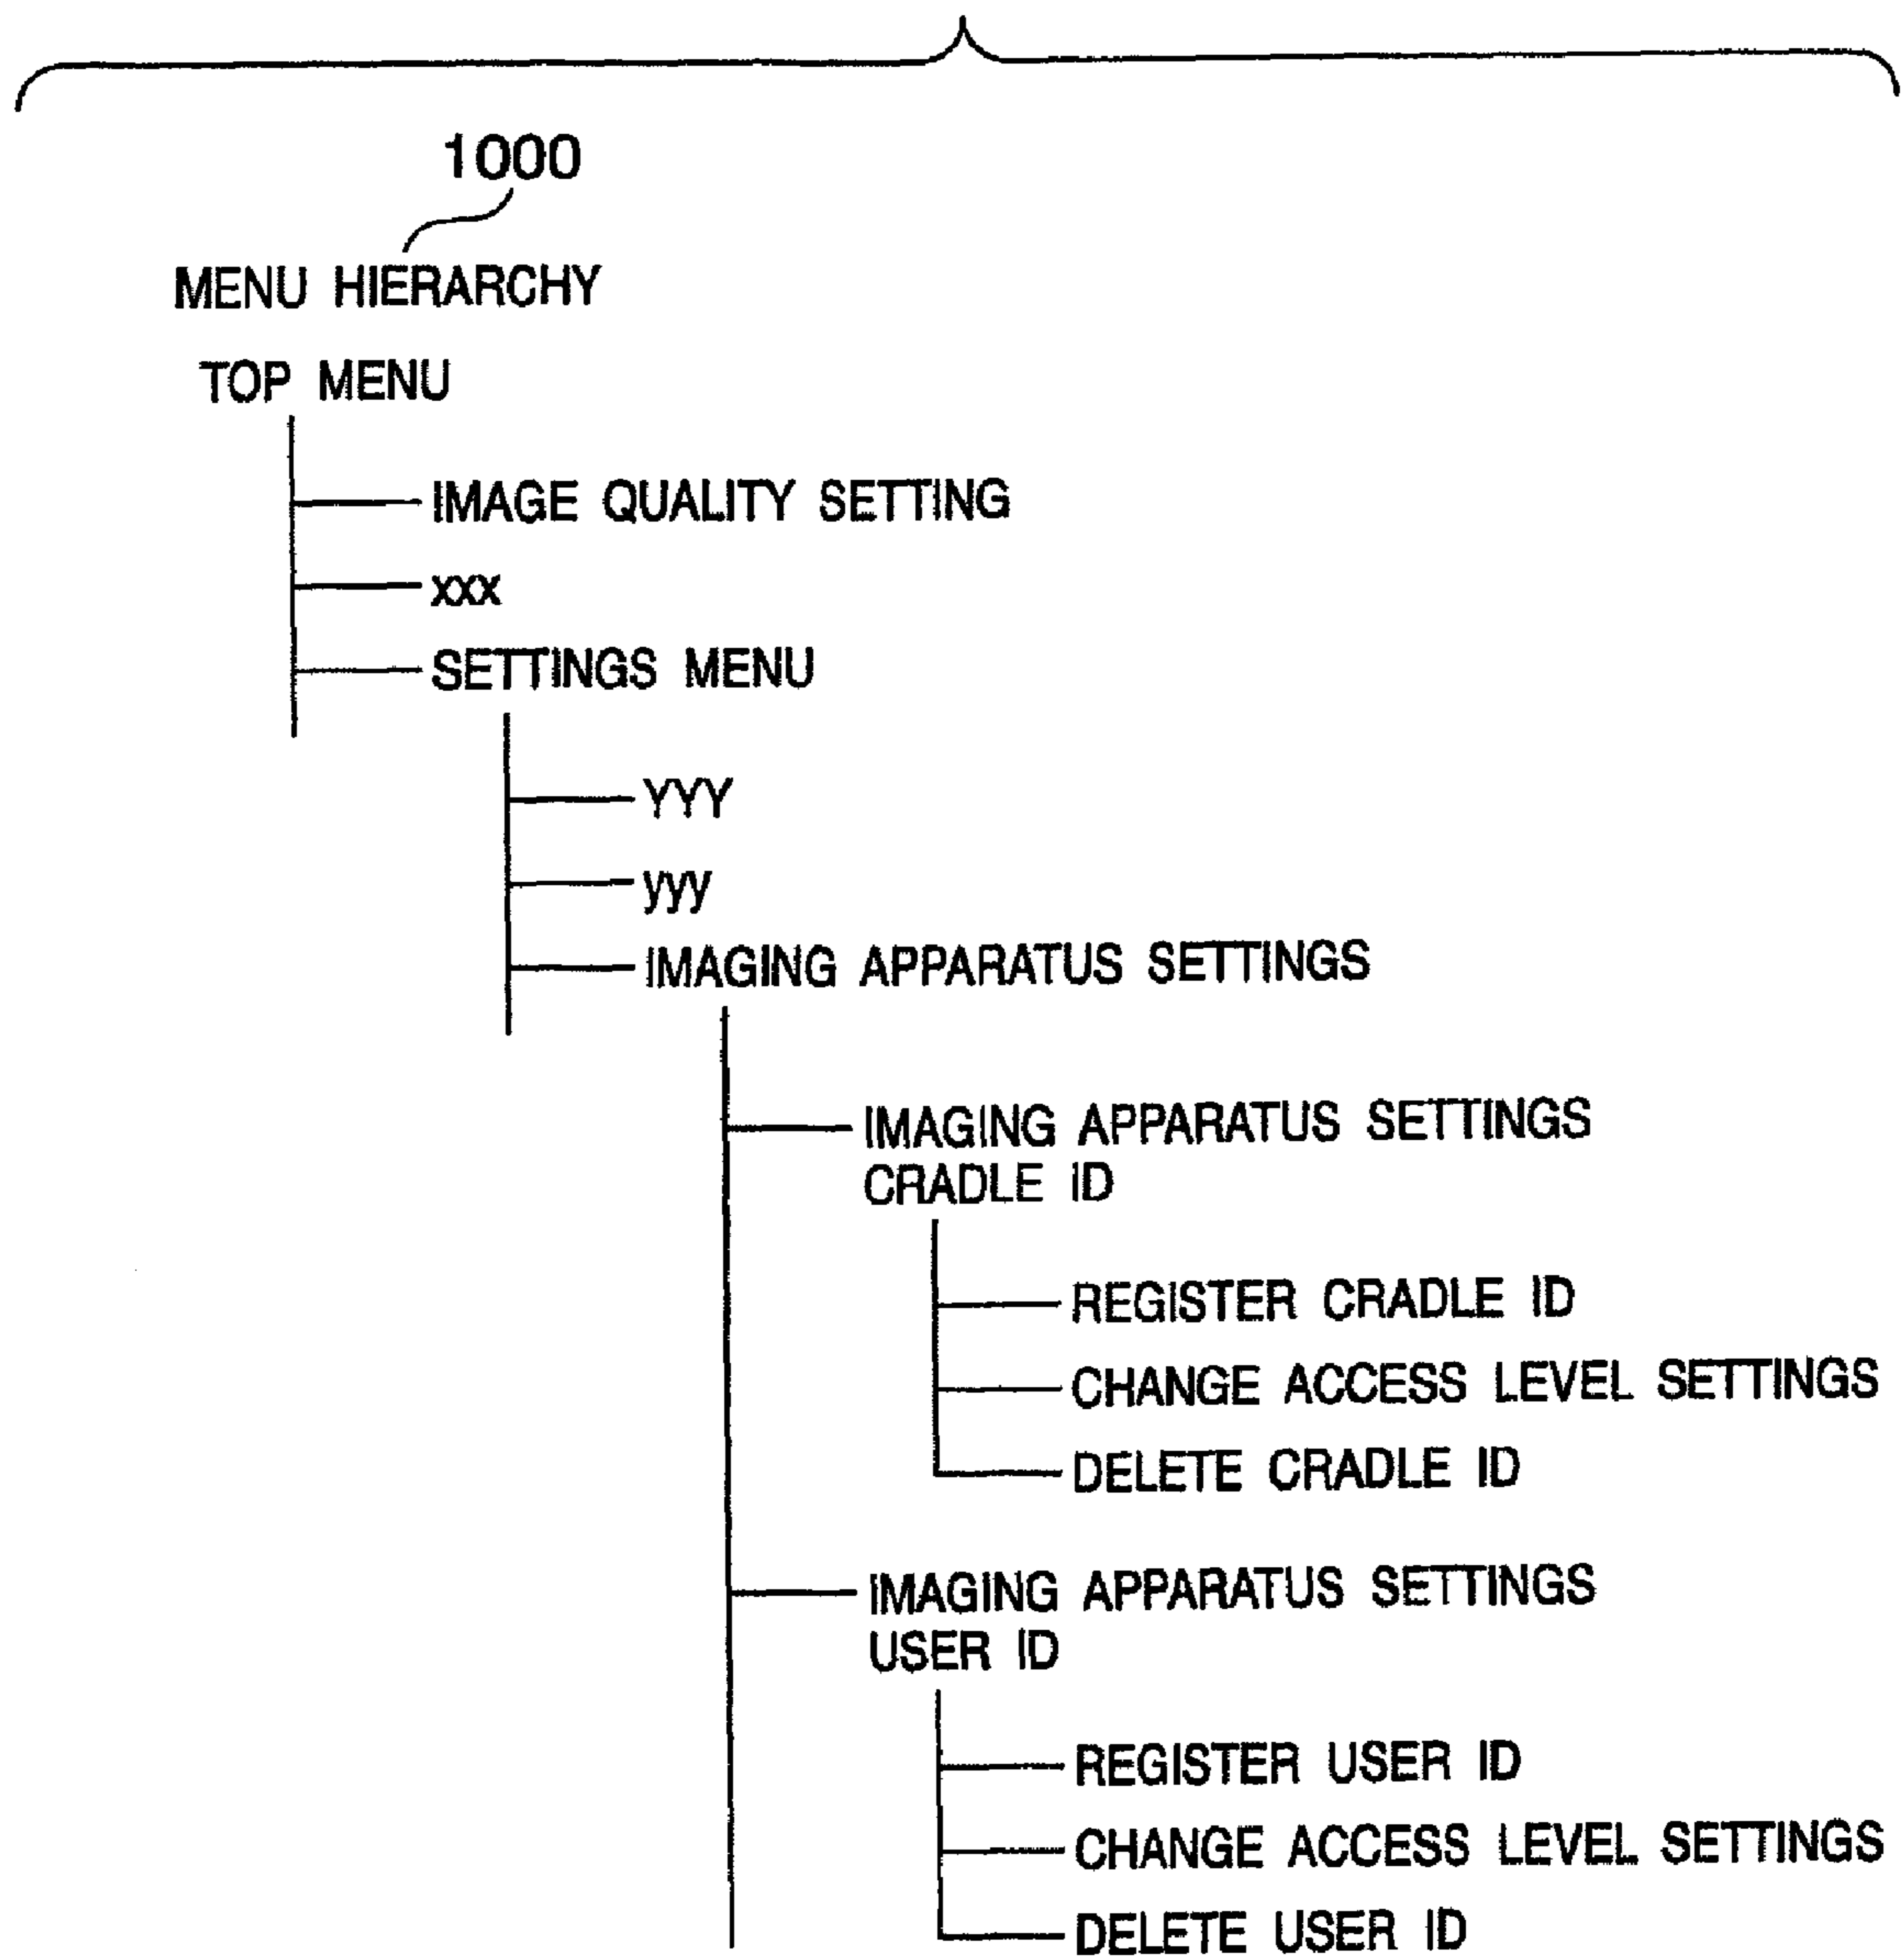 1000
MENU HIERARCHY
TOP MENU
IMAGE QUALITY SETTING
xxx
SETTINGS MENU
YYY
yyy
IMAGING APPARATUS SETTINGS
IMAGING APPARATUS SETTINGS
CRADLE ID
REGISTER CRADLE ID
CHANGE ACCESS LEVEL SETTINGS
DELETE CRADLE ID
IMAGING APPARATUS SETTINGS
USER ID
REGISTER USER ID
CHANGE ACCESS LEVEL SETTINGS
DELETE USER ID